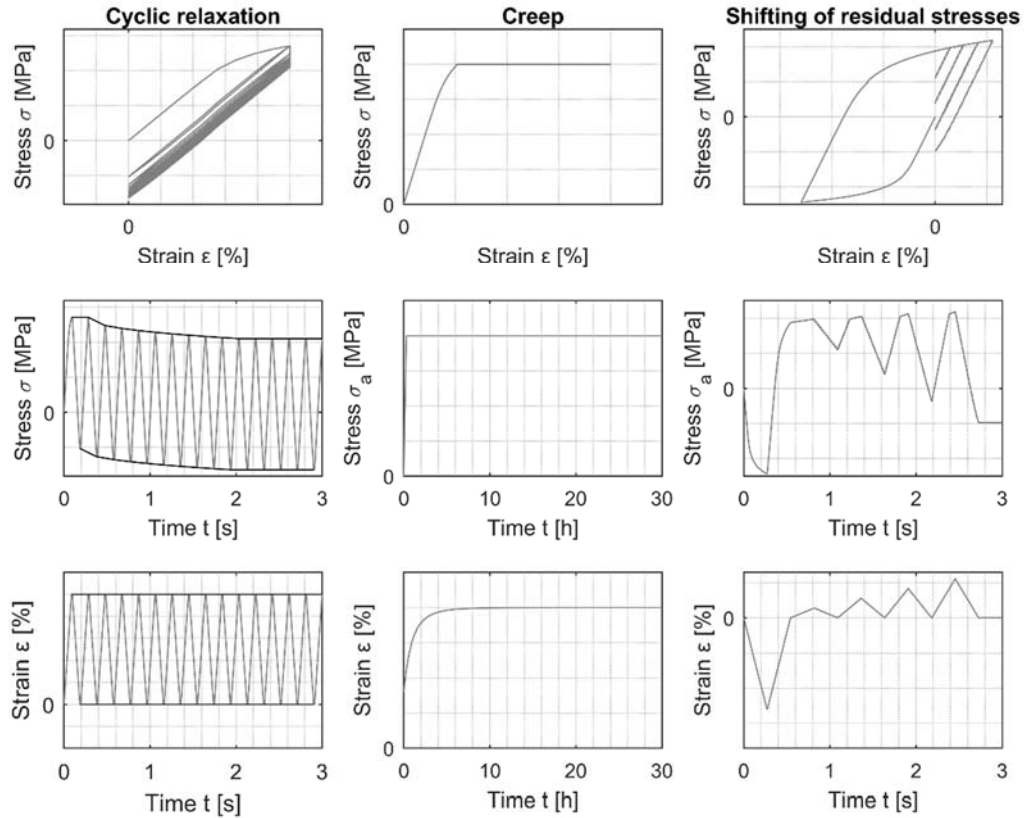 Cyclic relaxation
Stress σ [MPa]
0
0
Strain ε [%]
Creep
Stress σ [MPa]
0
0
Strain ε [%]
Shifting of residual stresses
Stress σ [MPa]
0
0
Strain ε [%]
Stress σ [MPa]
0
0 1 2 3
Time t [s]
Stress σa [MPa]
0
0 10 20 30
Time t [h]
Stress σa [MPa]
0
0 1 2 3
Time t [s]
Strain ε [%]
0
0 1 2 3
Time t [s]
Strain ε [%]
0
0 10 20 30
Time t [h]
Strain ε [%]
0
0 1 2 3
Time t [s]